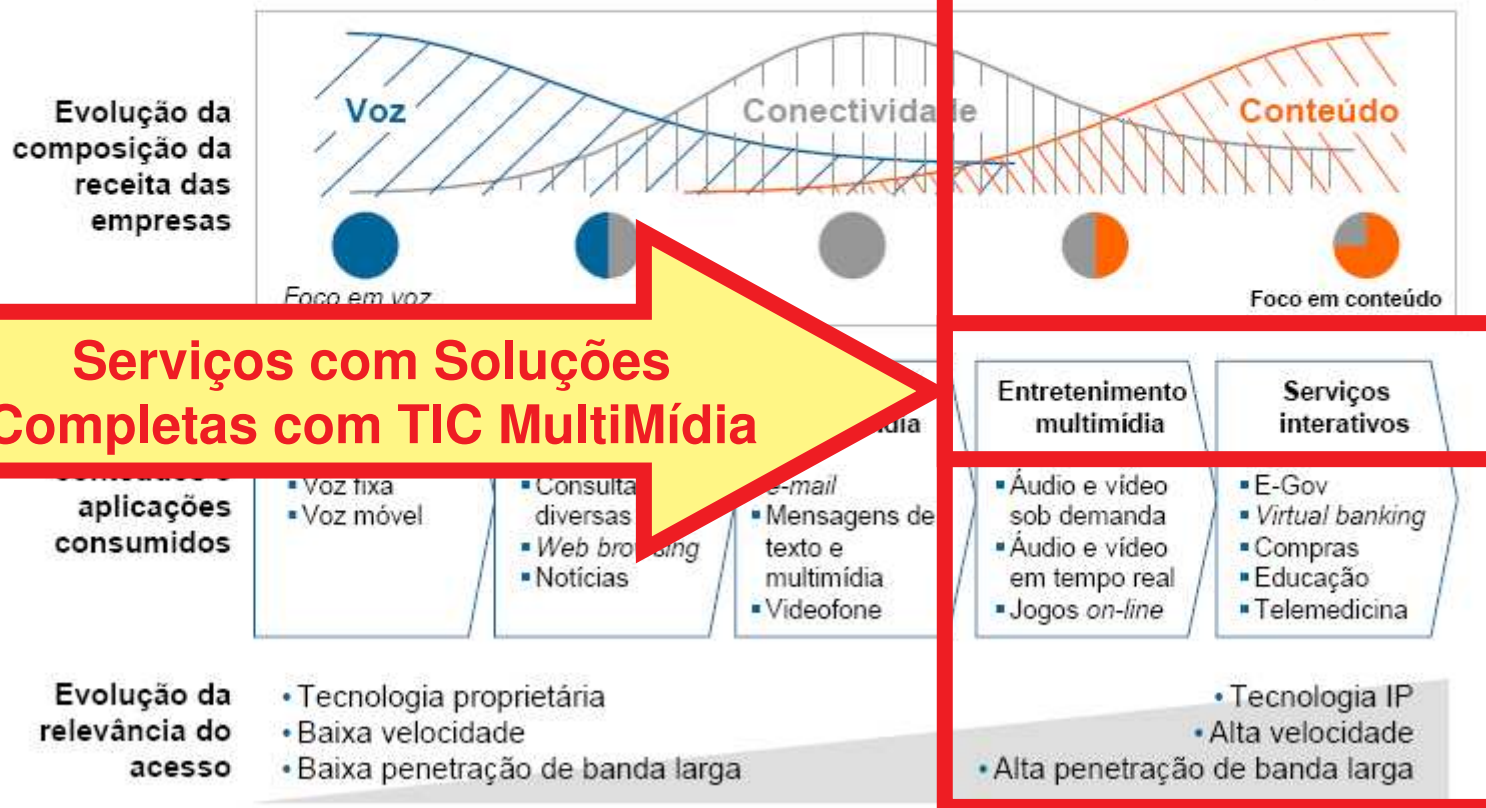 Evolução da
composição da
receita das
empresas
Voz
Conectividade
Conteúdo
Foco em voz
Foco em conteúdo
Serviços com Soluções
Completas com TIC MultiMídia
aplicações
consumidos
Voz fixa
Voz móvel
diversas
Web browsing
Notícias
e-mail
Mensagens de
texto e
multimídia
Videofone
Entretenimento
multimídia
Áudio e vídeo
sob demanda
Áudio e vídeo
em tempo real
Jogos on-line
Serviços
interativos
E-Gov
Virtual banking
Compras
Educação
Telemedicina
Evolução da
relevância do
acesso
• Tecnologia proprietária
• Baixa velocidade
• Baixa penetração de banda larga
• Tecnologia IP
• Alta velocidade
• Alta penetração de banda larga